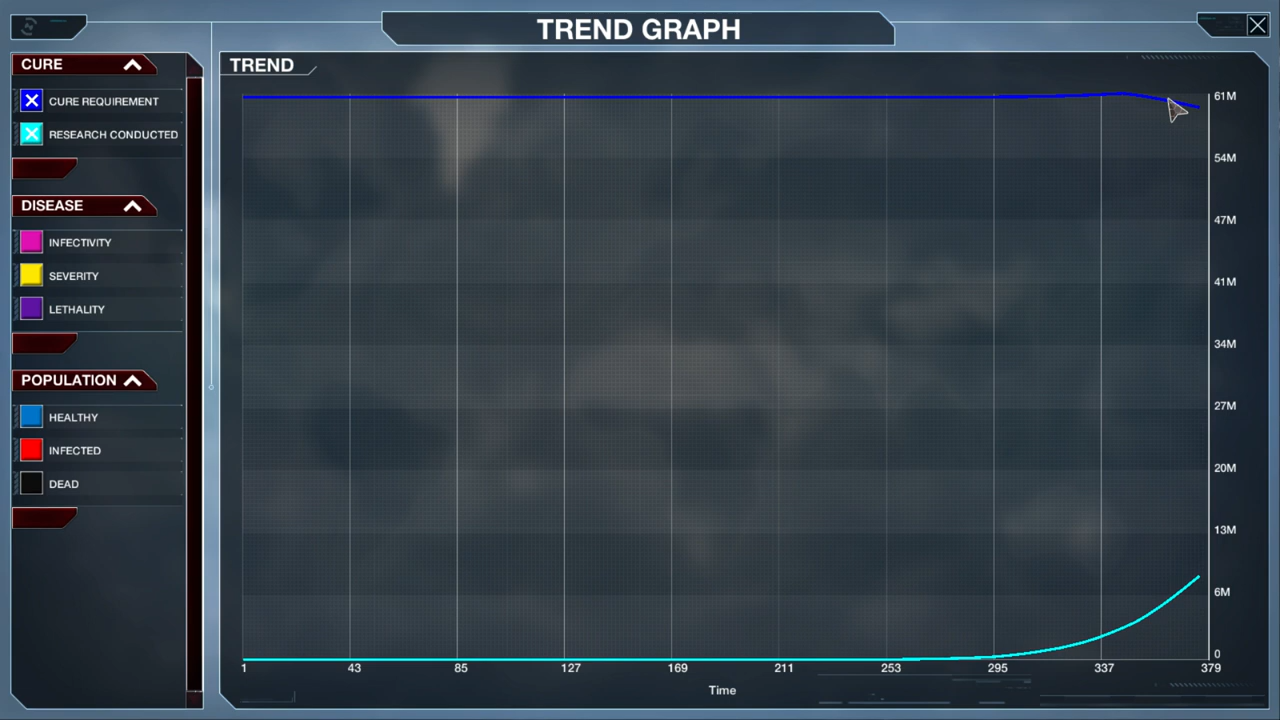 TREND GRAPH
CURE
CURE REQUIREMENT
RESEARCH CONDUCTED
DISEASE
INFECTIVITY
SEVERITY
LETHALITY
POPULATION
HEALTHY
INFECTED
DEAD
TREND
61M
54M
47M
41M
34M
27M
20M
13M
6M
0
1 43 85 127 169 211 253 295 337 379
Time